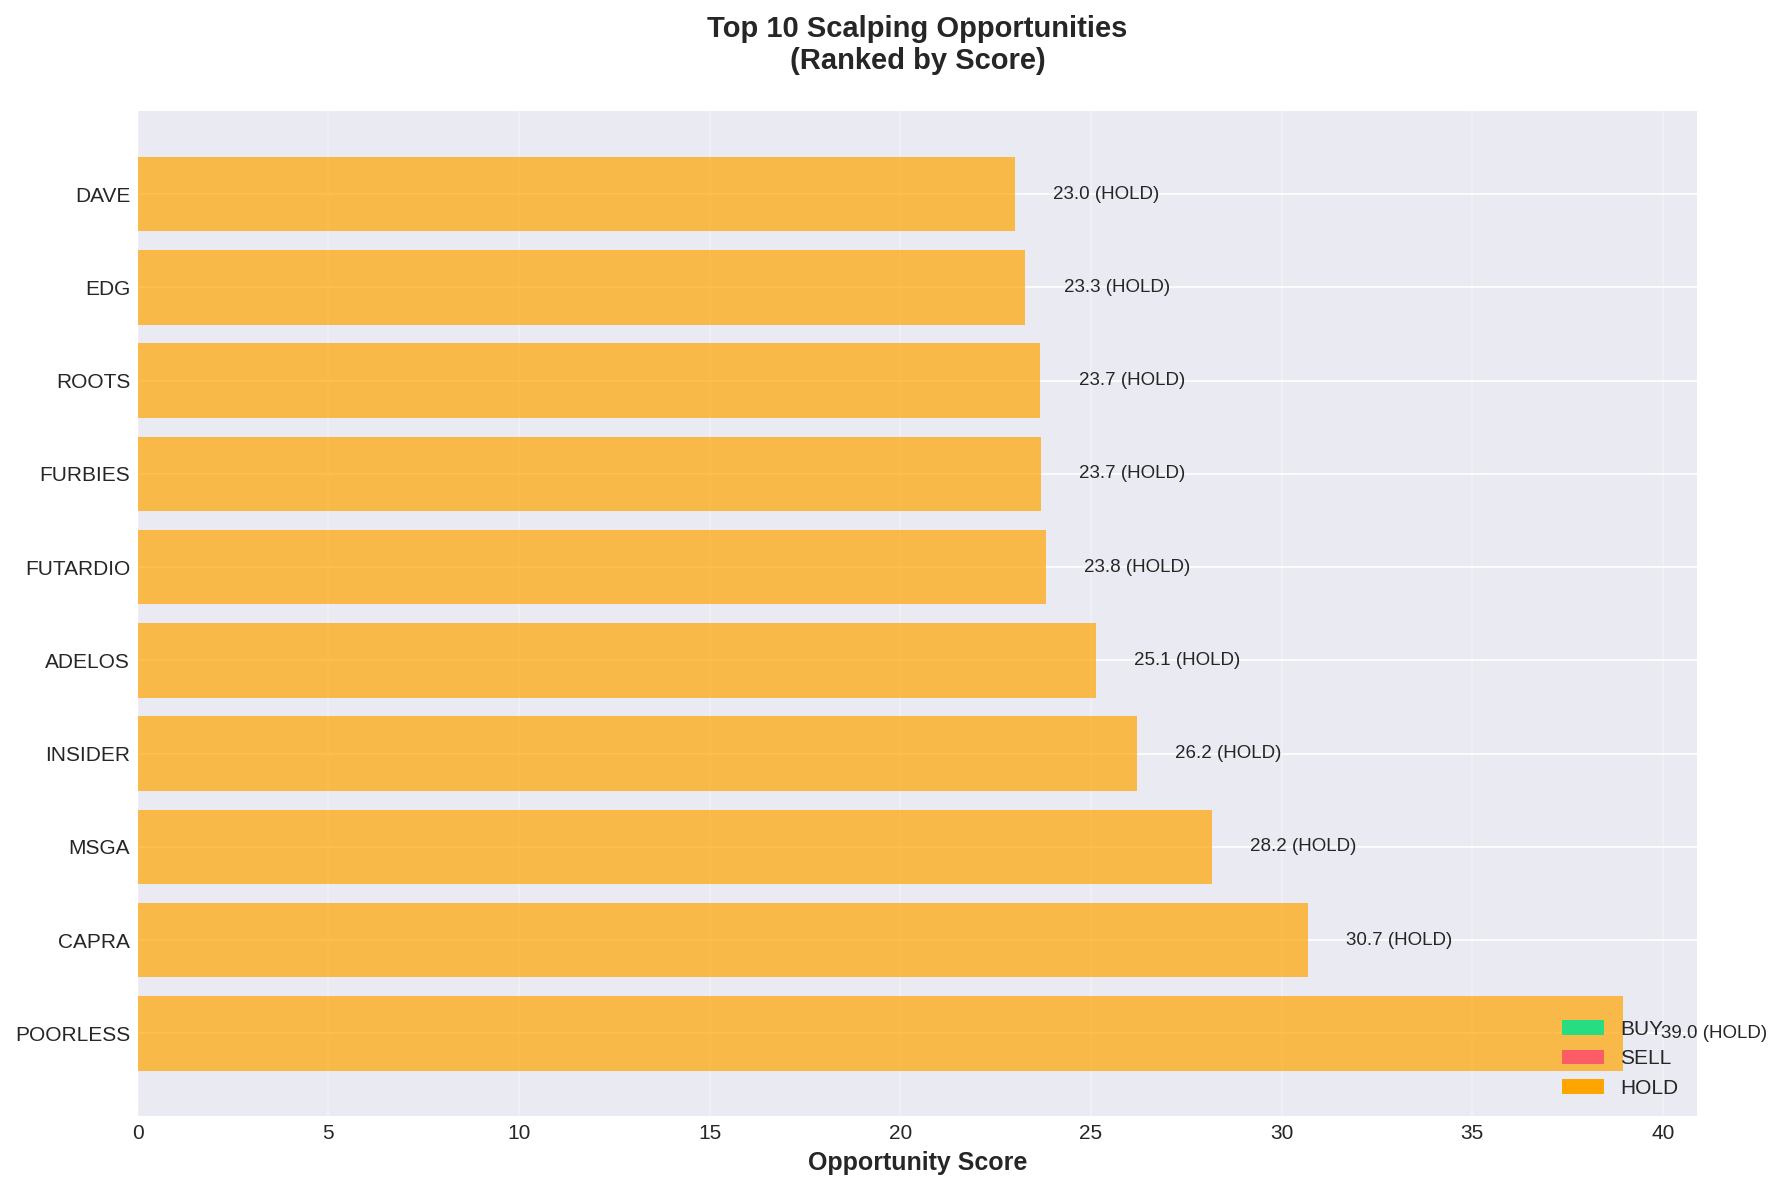 Top 10 Scalping Opportunities
(Ranked by Score)
DAVE 23.0 (HOLD)
EDG 23.3 (HOLD)
ROOTS 23.7 (HOLD)
FURBIES 23.7 (HOLD)
FUTARDIO 23.8 (HOLD)
ADELOS 25.1 (HOLD)
INSIDER 26.2 (HOLD)
MSGA 28.2 (HOLD)
CAPRA 30.7 (HOLD)
POORLESS 39.0 (HOLD)
BUY
SELL
HOLD
0 5 10 15 20 25 30 35 40
Opportunity Score